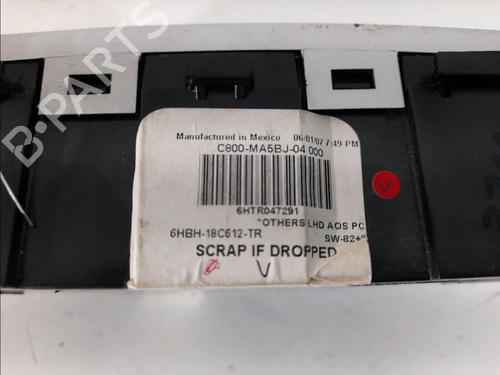 Manufactured in Mexico 06/01/07 7:49 PM
C800-MA5BJ-04 000
6HTR047291
"OTHERS LHD AOS PC
6HBH-18C612-TR SW-82+"
SCRAP IF DROPPED
B-PARTS